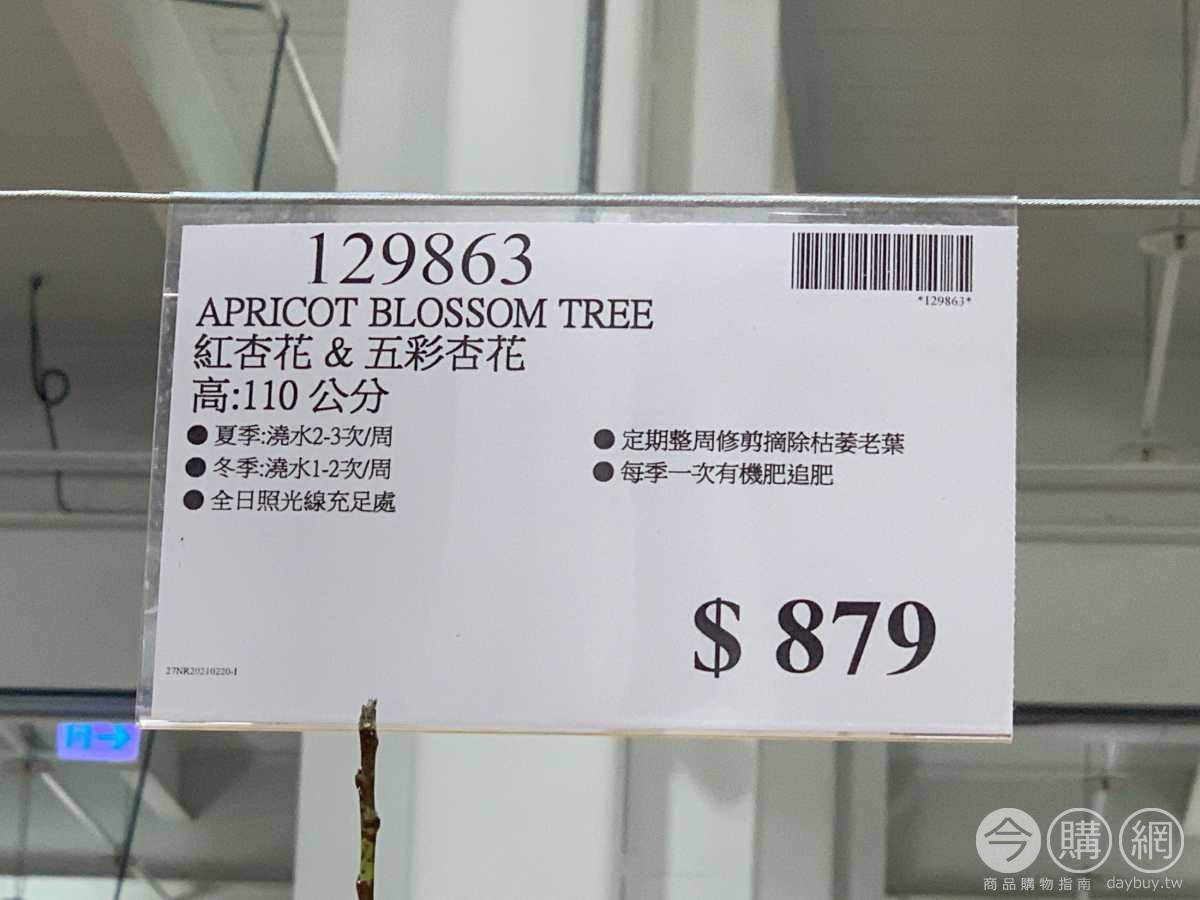 129863
*129863*
APRICOT BLOSSOM TREE
紅杏花 & 五彩杏花
高:110 公分
● 夏季:澆水2-3次/周
● 冬季:澆水1-2次/周
● 全日照光線充足處
● 定期整周修剪摘除枯萎老葉
● 每季一次有機肥追肥
$ 879
27NR20210220-1
今購網
商品購物指南 daybuy.tw